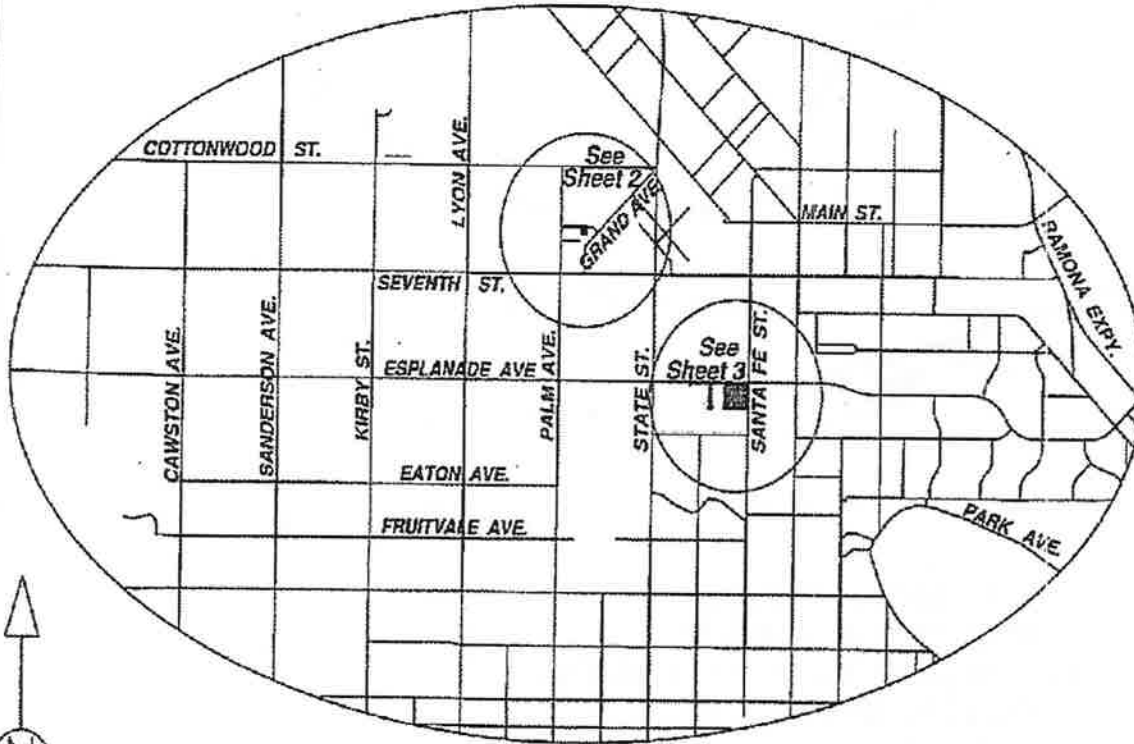 COTTONWOOD ST.
LYON AVE.
See
Sheet 2
GRAND AVE.
MAIN ST.
RAMONA EXPY.
SEVENTH ST.
CAWSTON AVE.
SANDERSON AVE.
KIRBY ST.
ESPLANADE AVE
PALM AVE.
STATE ST.
See
Sheet 3
SANTA FE ST.
EATON AVE.
FRUITVALE AVE.
PARK AVE.
N